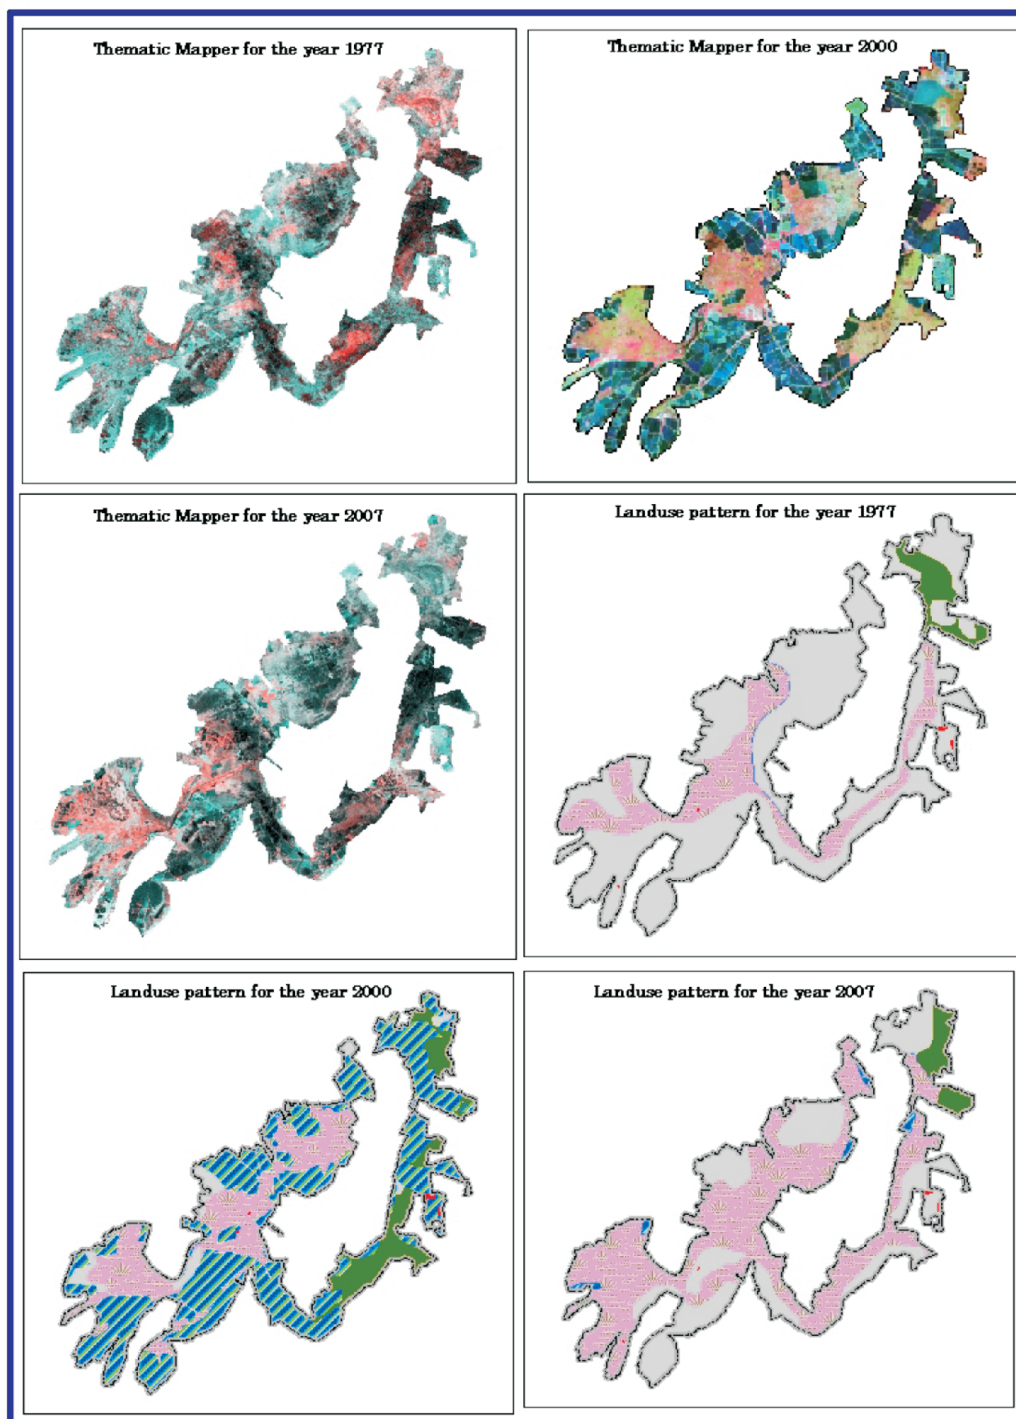 Thematic Mapper for the year 1977
Thematic Mapper for the year 2000
Thematic Mapper for the year 2007
Landuse pattern for the year 1977
Landuse pattern for the year 2000
Landuse pattern for the year 2007